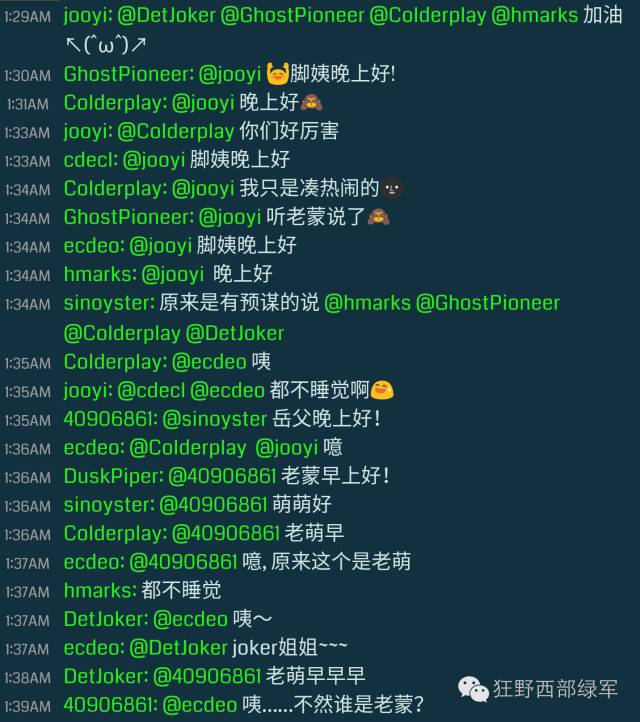 1:29AM jooyi: @DetJoker @GhostPioneer @Colderplay @hmarks 加油
↖(^ω^)↗
1:30AM GhostPioneer: @jooyi 🙆脚姨晚上好!
1:31AM Colderplay: @jooyi 晚上好🙈
1:33AM jooyi: @Colderplay 你们好厉害
1:33AM cdecl: @jooyi 脚姨晚上好
1:34AM Colderplay: @jooyi 我只是凑热闹的🌚
1:34AM GhostPioneer: @jooyi 听老蒙说了🙈
1:34AM ecdeo: @jooyi 脚姨晚上好
1:34AM hmarks: @jooyi 晚上好
1:34AM sinoyster: 原来是有预谋的说 @hmarks @GhostPioneer
@Colderplay @DetJoker
1:35AM Colderplay: @ecdeo 咦
1:35AM jooyi: @cdecl @ecdeo 都不睡觉啊😊
1:35AM 40906861: @sinoyster 岳父晚上好！
1:36AM ecdeo: @Colderplay @jooyi 噫
1:36AM DuskPiper: @40906861 老蒙早上好！
1:36AM sinoyster: @40906861 萌萌好
1:36AM Colderplay: @40906861 老萌早
1:37AM ecdeo: @40906861 噫, 原来这个是老萌
1:37AM hmarks: 都不睡觉
1:37AM DetJoker: @ecdeo 咦～
1:37AM ecdeo: @DetJoker joker姐姐~~~
1:38AM DetJoker: @40906861 老萌早早早
1:39AM 40906861: @ecdeo 咦……不然谁是老蒙？
狂野西部绿军